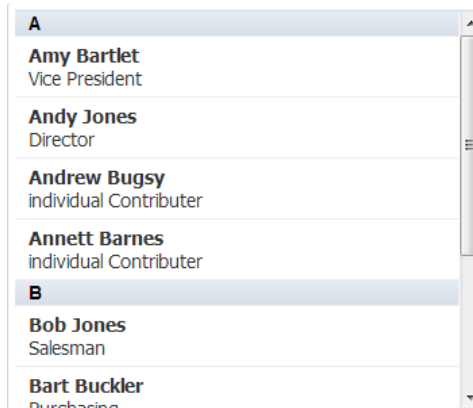 A
Amy Bartlet
Vice President
Andy Jones
Director
Andrew Bugsy
individual Contributer
Annett Barnes
individual Contributer
B
Bob Jones
Salesman
Bart Buckler
Purchasing